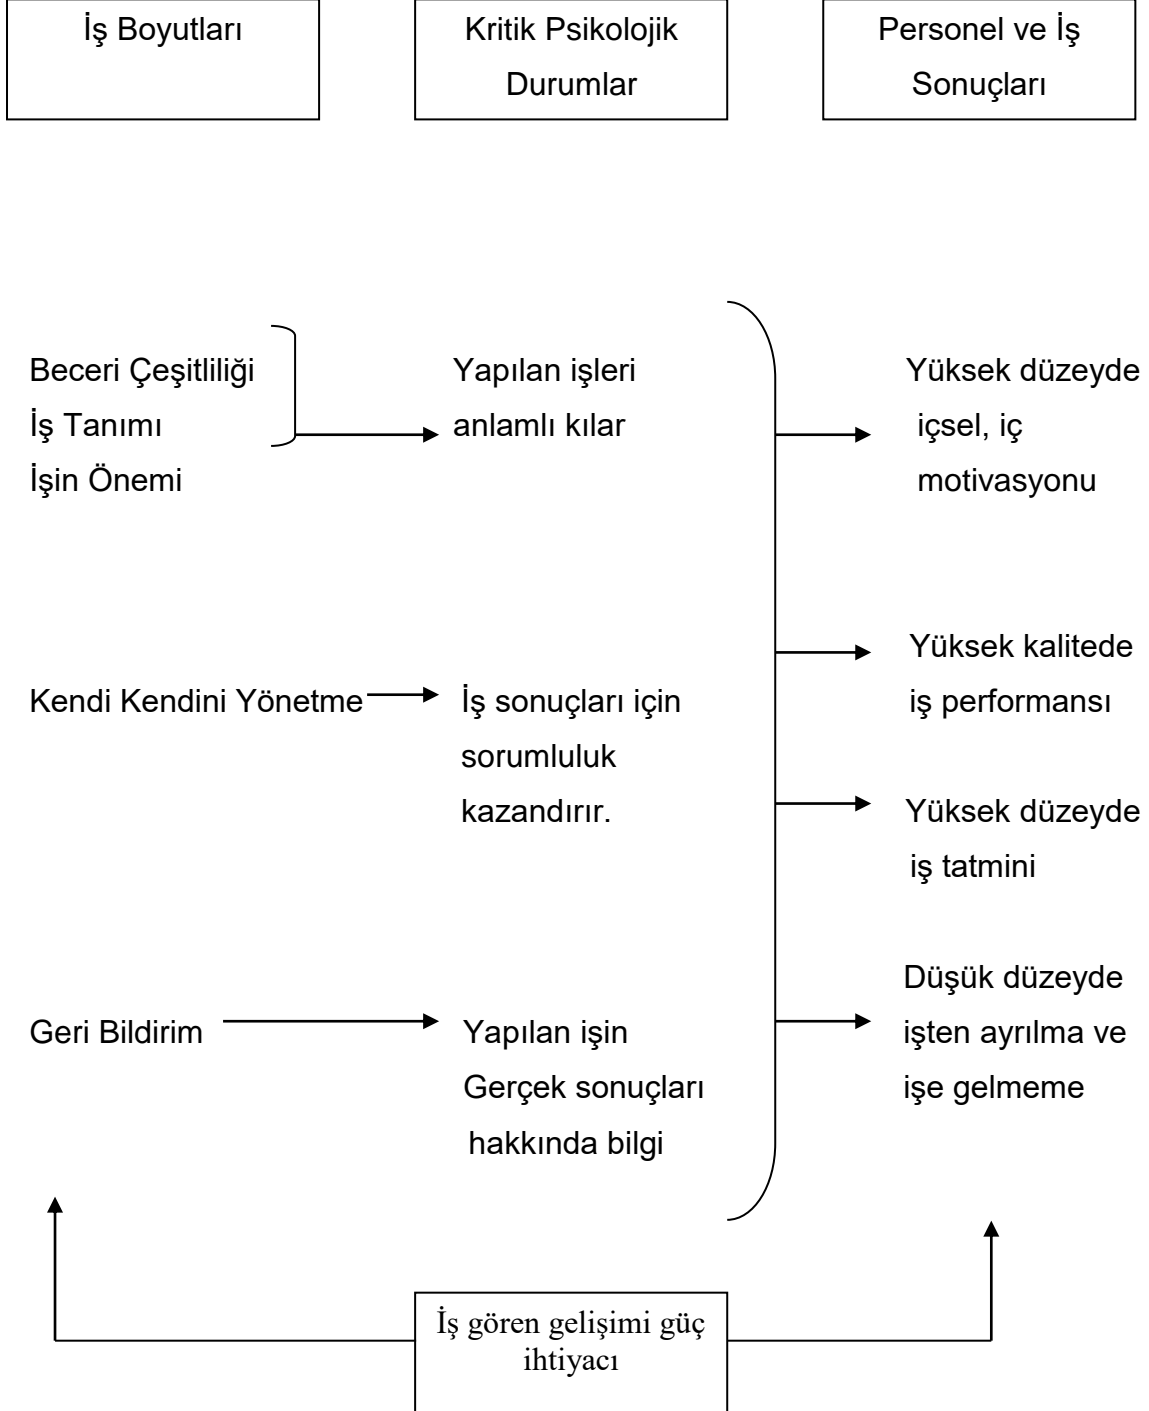 İş Boyutları
Kritik Psikolojik
Durumlar
Personel ve İş
Sonuçları
Beceri Çeşitliliği
İş Tanımı
İşin Önemi
Yapılan işleri
anlamlı kılar
Yüksek düzeyde
içsel, iç
motivasyonu
Kendi Kendini Yönetme
İş sonuçları için
sorumluluk
kazandırır.
Yüksek kalitede
iş performansı
Yüksek düzeyde
iş tatmini
Geri Bildirim
Yapılan işin
Gerçek sonuçları
hakkında bilgi
Düşük düzeyde
işten ayrılma ve
işe gelmeme
İş gören gelişimi güç
ihtiyacı